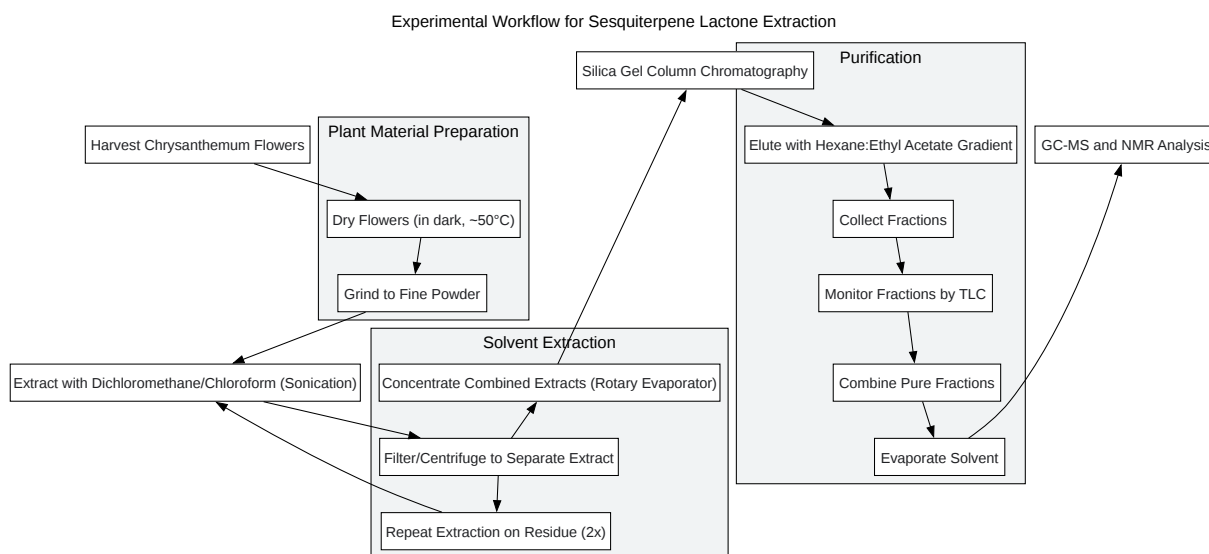 Experimental Workflow for Sesquiterpene Lactone Extraction
Harvest Chrysanthemum Flowers
Plant Material Preparation
Dry Flowers (in dark, ~50°C)
Grind to Fine Powder
Extract with Dichloromethane/Chloroform (Sonication)
Solvent Extraction
Concentrate Combined Extracts (Rotary Evaporator)
Filter/Centrifuge to Separate Extract
Repeat Extraction on Residue (2x)
Silica Gel Column Chromatography
Purification
Elute with Hexane:Ethyl Acetate Gradient
Collect Fractions
Monitor Fractions by TLC
Combine Pure Fractions
Evaporate Solvent
GC-MS and NMR Analysis